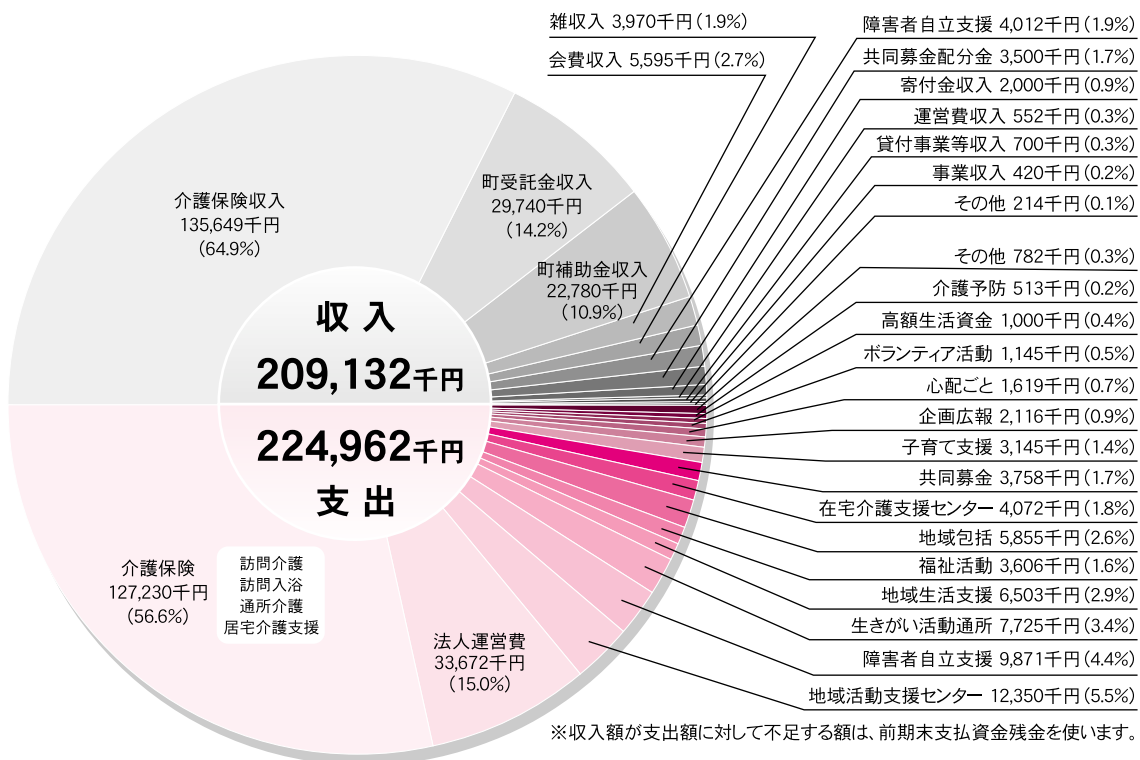 雑収入 3,970千円(1.9%)
会費収入 5,595千円(2.7%)
障害者自立支援 4,012千円(1.9%)
共同募金配分金 3,500千円(1.7%)
寄付金収入 2,000千円(0.9%)
運営費収入 552千円(0.3%)
貸付事業等収入 700千円(0.3%)
事業収入 420千円(0.2%)
その他 214千円(0.1%)
介護保険収入
135,649千円
(64.9%)
町受託金収入
29,740千円
(14.2%)
町補助金収入
22,780千円
(10.9%)
収 入
209,132千円
224,962千円
支 出
その他 782千円(0.3%)
介護予防 513千円(0.2%)
高額生活資金 1,000千円(0.4%)
ボランティア活動 1,145千円(0.5%)
心配ごと 1,619千円(0.7%)
企画広報 2,116千円(0.9%)
子育て支援 3,145千円(1.4%)
共同募金 3,758千円(1.7%)
在宅介護支援センター 4,072千円(1.8%)
地域包括 5,855千円(2.6%)
福祉活動 3,606千円(1.6%)
地域生活支援 6,503千円(2.9%)
生きがい活動通所 7,725千円(3.4%)
障害者自立支援 9,871千円(4.4%)
地域活動支援センター 12,350千円(5.5%)
介護保険
127,230千円
(56.6%)
訪問介護
訪問入浴
通所介護
居宅介護支援
法人運営費
33,672千円
(15.0%)
※収入額が支出額に対して不足する額は、前期末支払資金残金を使います。